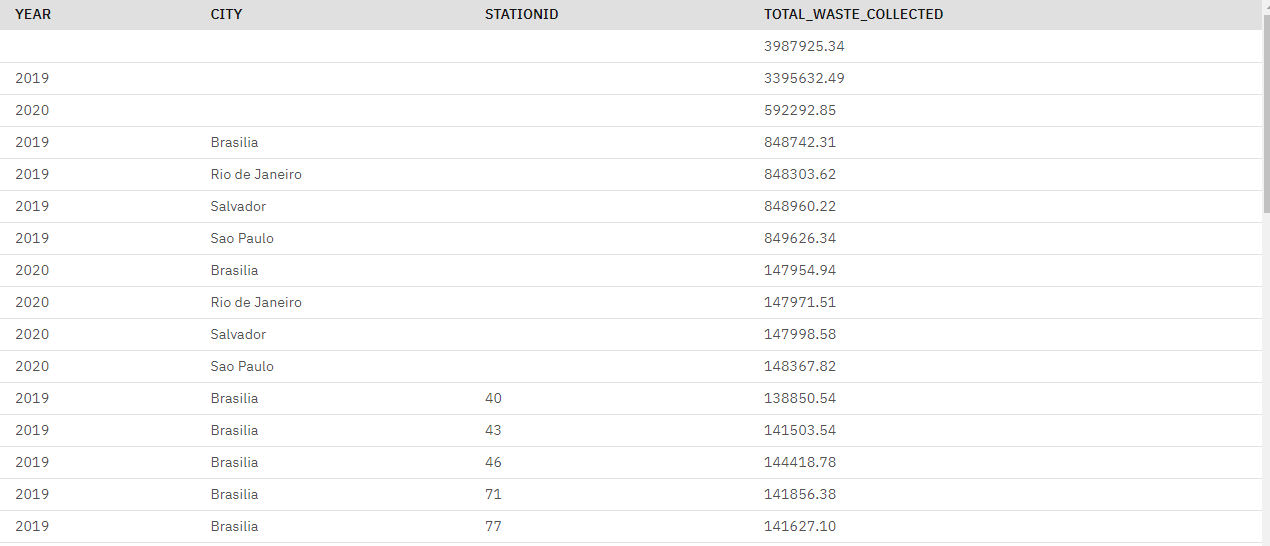 YEAR CITY STATIONID TOTAL_WASTE_COLLECTED
3987925.34
2019 3395632.49
2020 592292.85
2019 Brasilia 848742.31
2019 Rio de Janeiro 848303.62
2019 Salvador 848960.22
2019 Sao Paulo 849626.34
2020 Brasilia 147954.94
2020 Rio de Janeiro 147971.51
2020 Salvador 147998.58
2020 Sao Paulo 148367.82
2019 Brasilia 40 138850.54
2019 Brasilia 43 141503.54
2019 Brasilia 46 144418.78
2019 Brasilia 71 141856.38
2019 Brasilia 77 141627.10